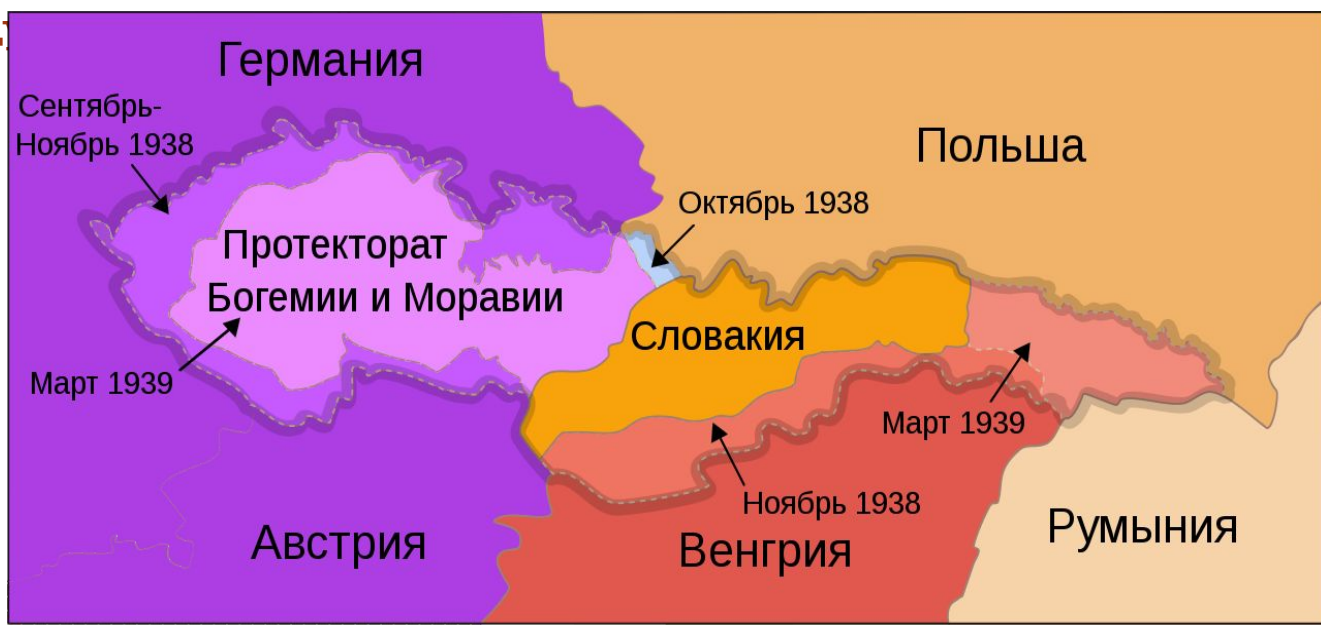 Германия
Сентябрь-
Ноябрь 1938
Польша
Октябрь 1938
Протекторат
Богемии и Моравии
Словакия
Март 1939
Март 1939
Ноябрь 1938
Австрия
Венгрия
Румыния